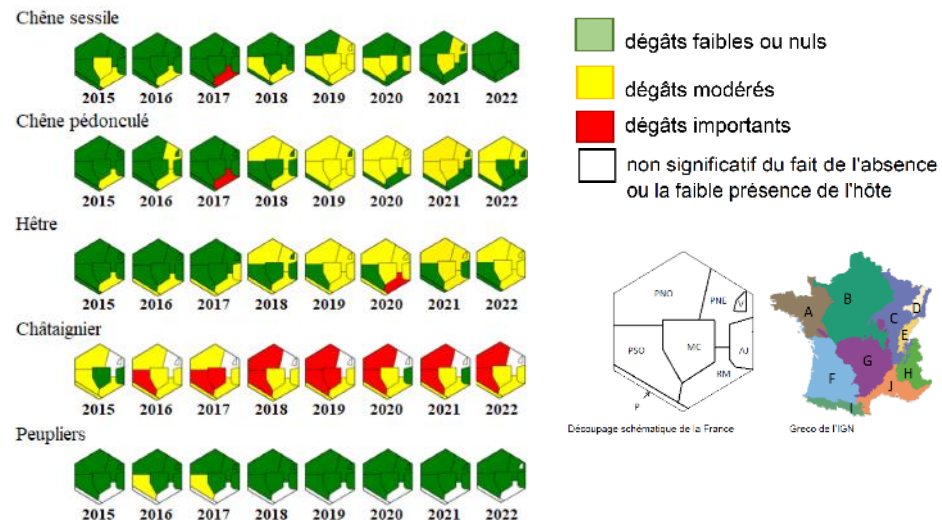 Chêne sessile
2015 2016 2017 2018 2019 2020 2021 2022
Chêne pédonculé
2015 2016 2017 2018 2019 2020 2021 2022
Hêtre
2015 2016 2017 2018 2019 2020 2021 2022
Châtaignier
2015 2016 2017 2018 2019 2020 2021 2022
Peupliers
2015 2016 2017 2018 2019 2020 2021 2022
dégâts faibles ou nuls
dégâts modérés
dégâts importants
non significatif du fait de l'absence
ou la faible présence de l'hôte
PNO
PNE
V
PSO
MC
AJ
RM
P
Découpage schématique de la France
A
B
C
D
E
F
G
H
I
J
Greco de l'IGN